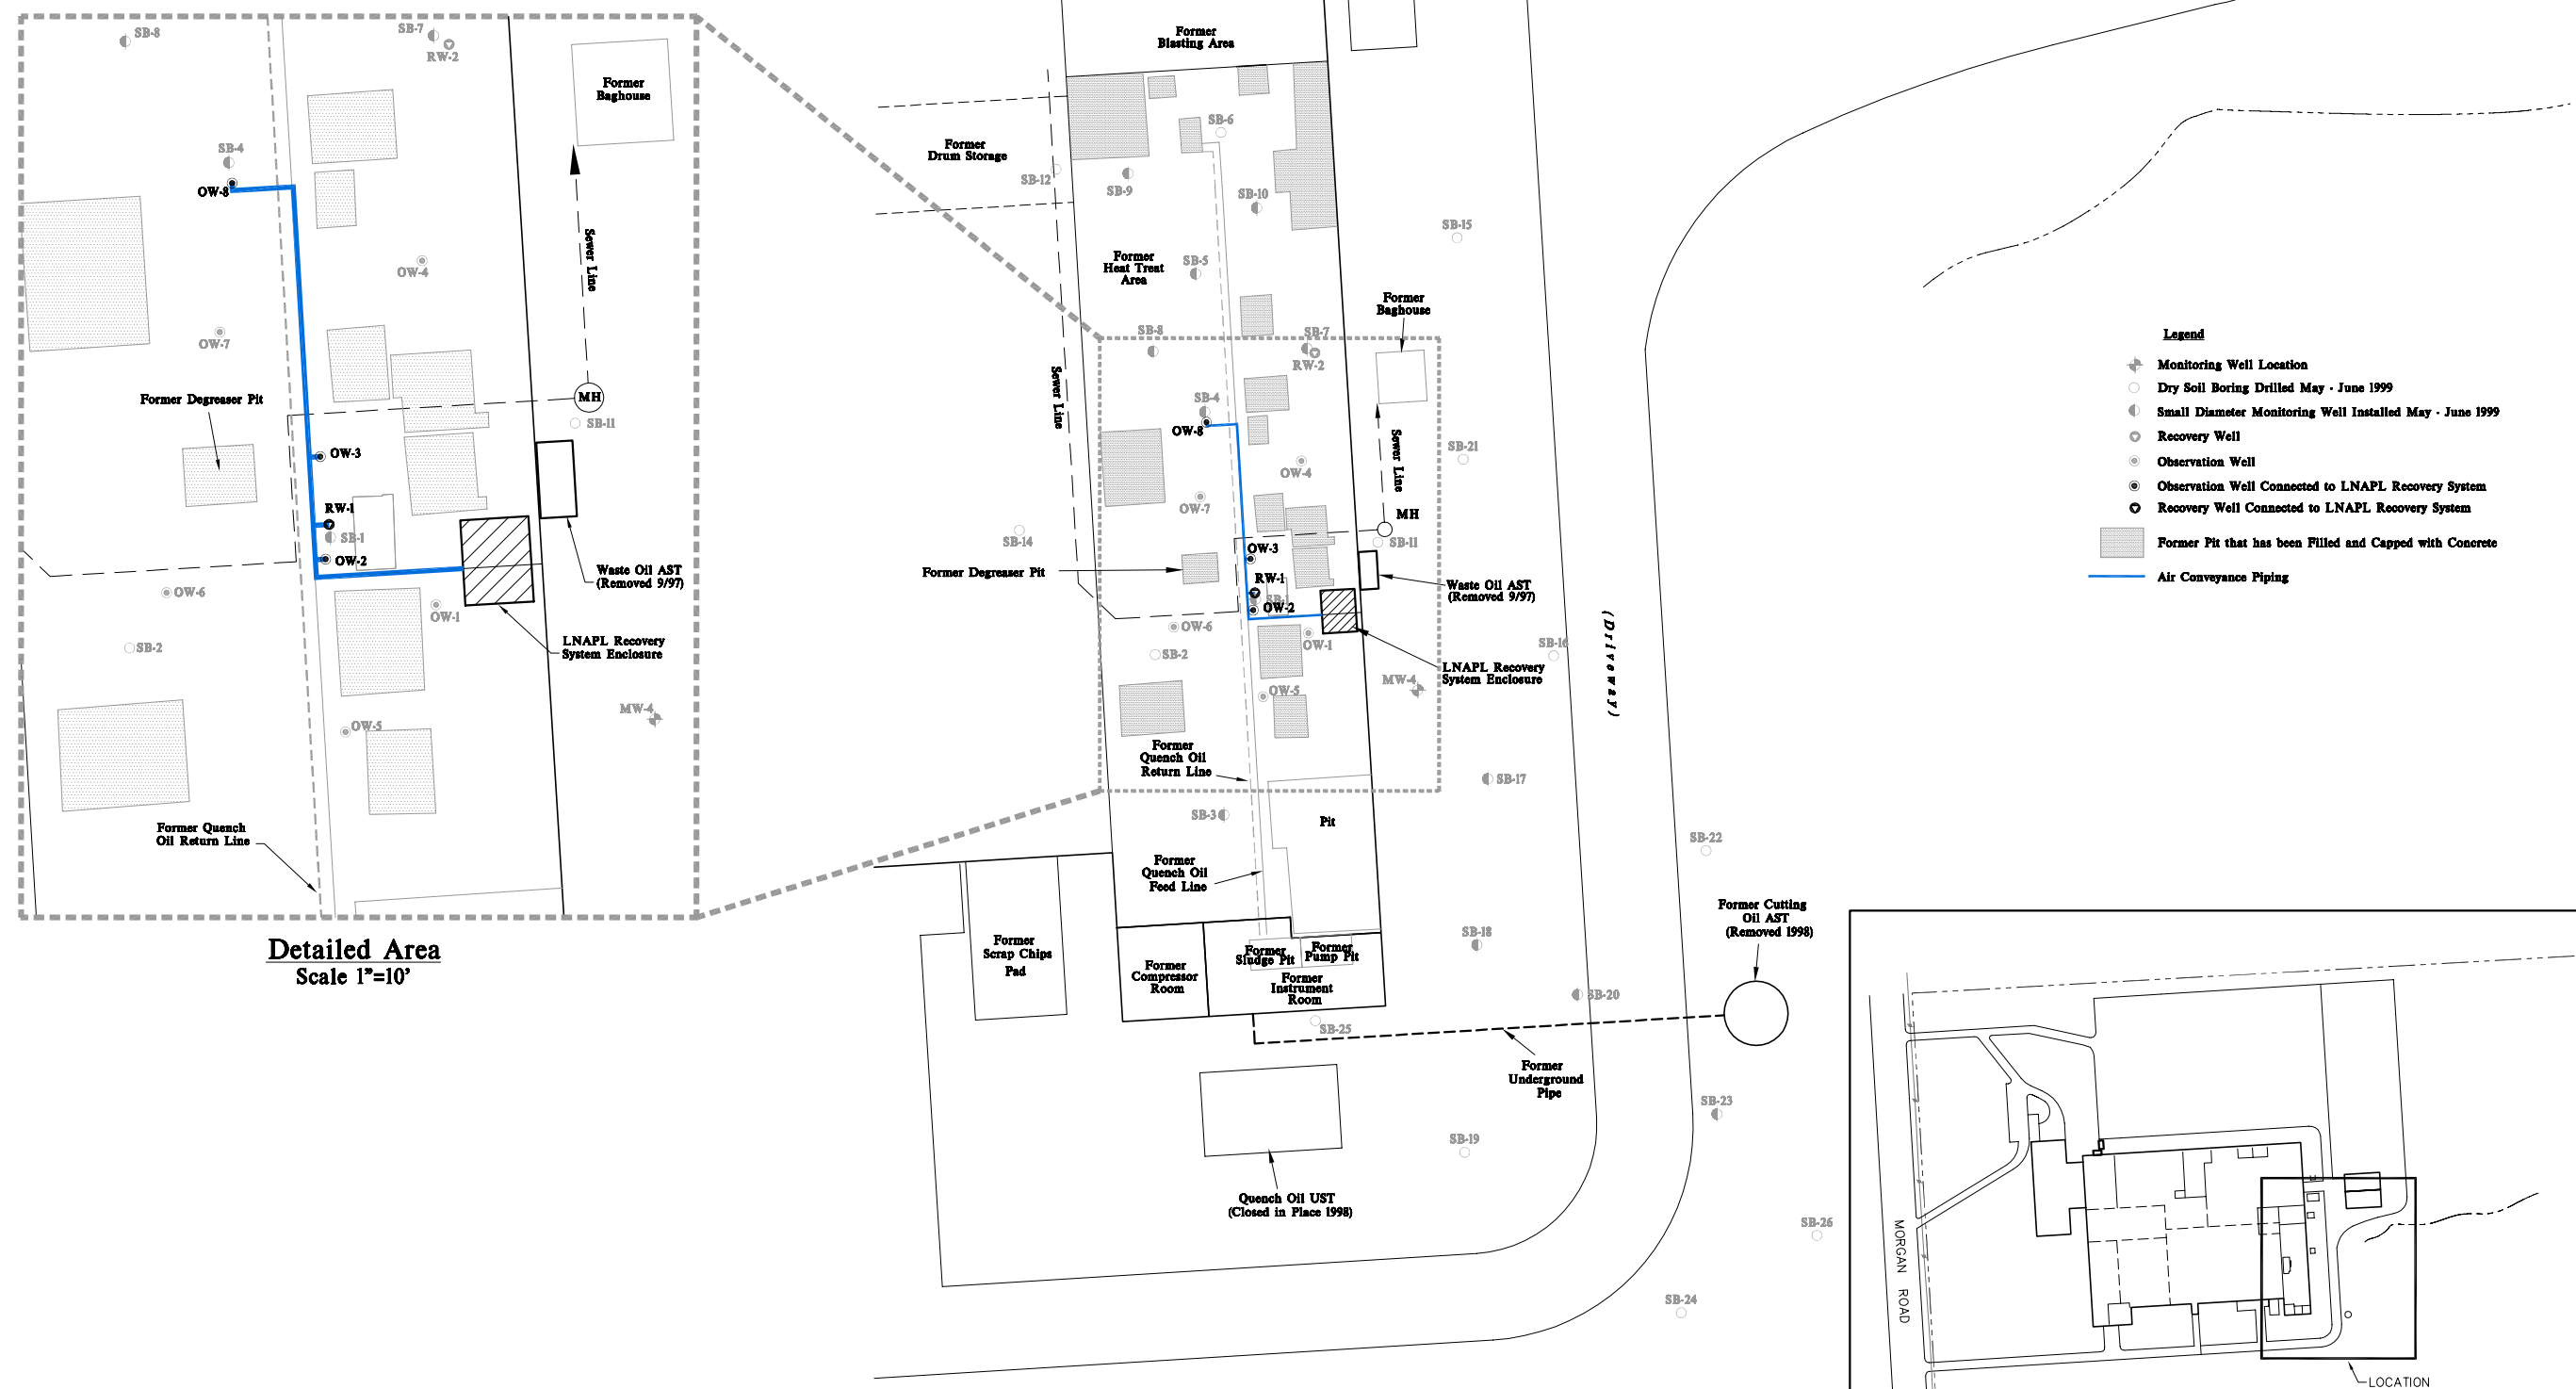 SB-8
SB-7
RW-2
Former
Baghouse
SB-4
OW-8
Sewer Line
OW-4
OW-7
Former Degreaser Pit
MH
SB-11
OW-3
RW-1
SB-1
OW-2
Waste Oil AST
(Removed 9/97)
OW-6
OW-1
SB-2
LNAPL Recovery
System Enclosure
MW-4
OW-5
Former Quench
Oil Return Line
Detailed Area
Scale 1"=10'
Former
Blasting Area
Former
Drum Storage
SB-6
SB-12
SB-9
SB-10
SB-15
Former
Heat Treat
Area
SB-5
Former
Baghouse
SB-8
SB-7
RW-2
Sewer Line
SB-4
OW-8
Sewer Line
SB-21
OW-4
OW-7
MH
SB-14
SB-11
OW-3
Former Degreaser Pit
RW-1
SB-1
OW-2
Waste Oil AST
(Removed 9/97)
OW-6
OW-1
SB-2
SB-16
(Driveway)
LNAPL Recovery
System Enclosure
MW-4
OW-5
Former
Quench Oil
Return Line
SB-17
SB-3
Pit
SB-22
Former
Quench Oil
Feed Line
Former Cutting
Oil AST
(Removed 1998)
SB-18
Former
Scrap Chips
Pad
Former
Compressor
Room
Former
Sludge Pit
Former
Pump Pit
Former
Instrument
Room
SB-20
SB-25
Former
Underground
Pipe
SB-23
SB-19
Quench Oil UST
(Closed in Place 1998)
SB-26
SB-24
Legend
Monitoring Well Location
Dry Soil Boring Drilled May - June 1999
Small Diameter Monitoring Well Installed May - June 1999
Recovery Well
Observation Well
Observation Well Connected to LNAPL Recovery System
Recovery Well Connected to LNAPL Recovery System
Former Pit that has been Filled and Capped with Concrete
Air Conveyance Piping
MORGAN ROAD
LOCATION